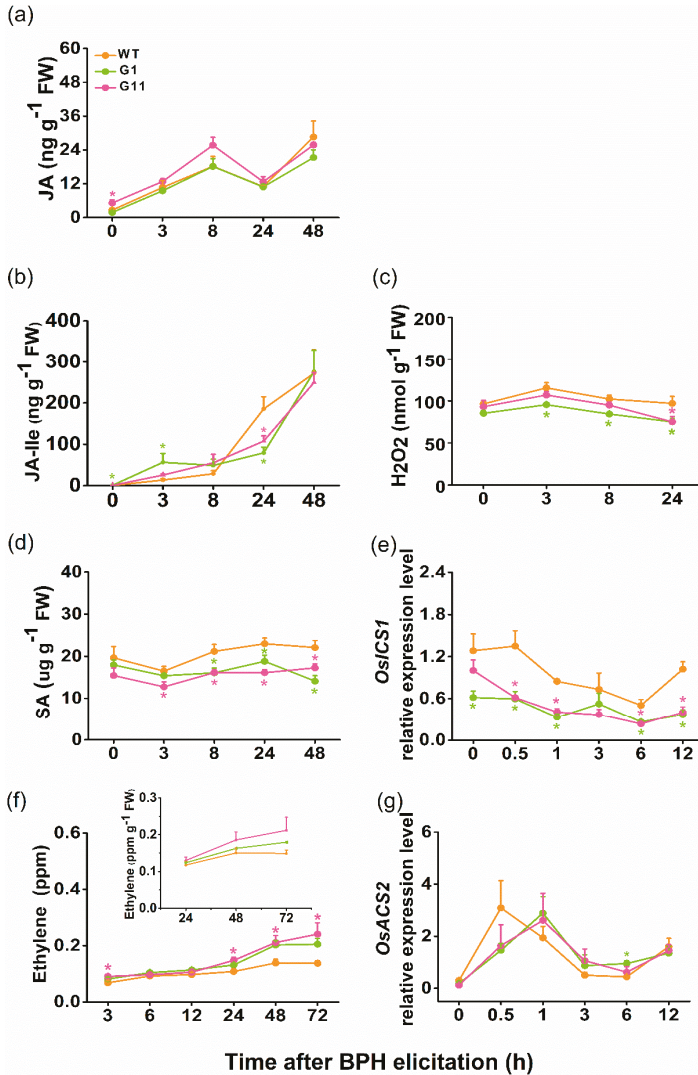 (a)
JA (ng g-1 FW)
60
48
36
24
12
0
WT
G1
G11
*
0 3 8 24 48
(b)
JA-Ile (ng g-1 FW)
400
300
200
100
0
* * * *
0 3 8 24 48
(c)
H2O2 (nmol g-1 FW)
200
150
100
50
0
* * * *
0 3 8 24
(d)
SA (ug g-1 FW)
40
30
20
10
0
* * * * * * *
0 3 8 24 48
(e)
OsICS1
relative expression level
2.4
1.8
1.2
0.6
0.0
* * * * * * * * *
0 0.5 1 3 6 12
(f)
Ethylene (ppm)
0.6
0.4
0.2
0.0
Ethylene (ppm g-1 FW)
0.3
0.2
0.1
0.0
24 48 72
* * * *
3 6 12 24 48 72
(g)
OsACS2
relative expression level
6
4
2
0
*
0 0.5 1 3 6 12
Time after BPH elicitation (h)